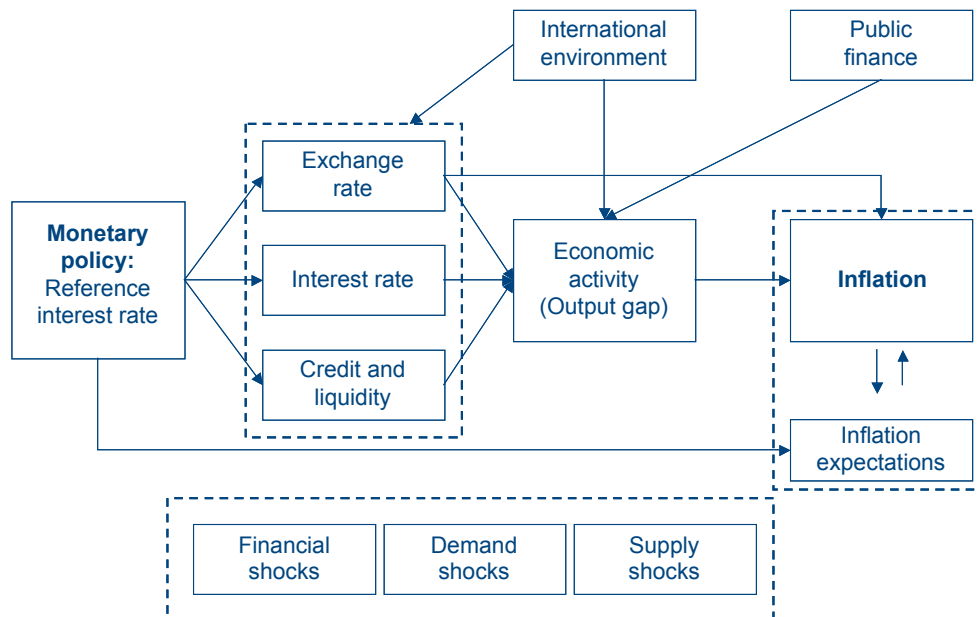 International
environment
Public
finance
Exchange
rate
Monetary
policy:
Reference
interest rate
Interest rate
Economic
activity
(Output gap)
Inflation
Credit and
liquidity
Inflation
expectations
Financial
shocks
Demand
shocks
Supply
shocks